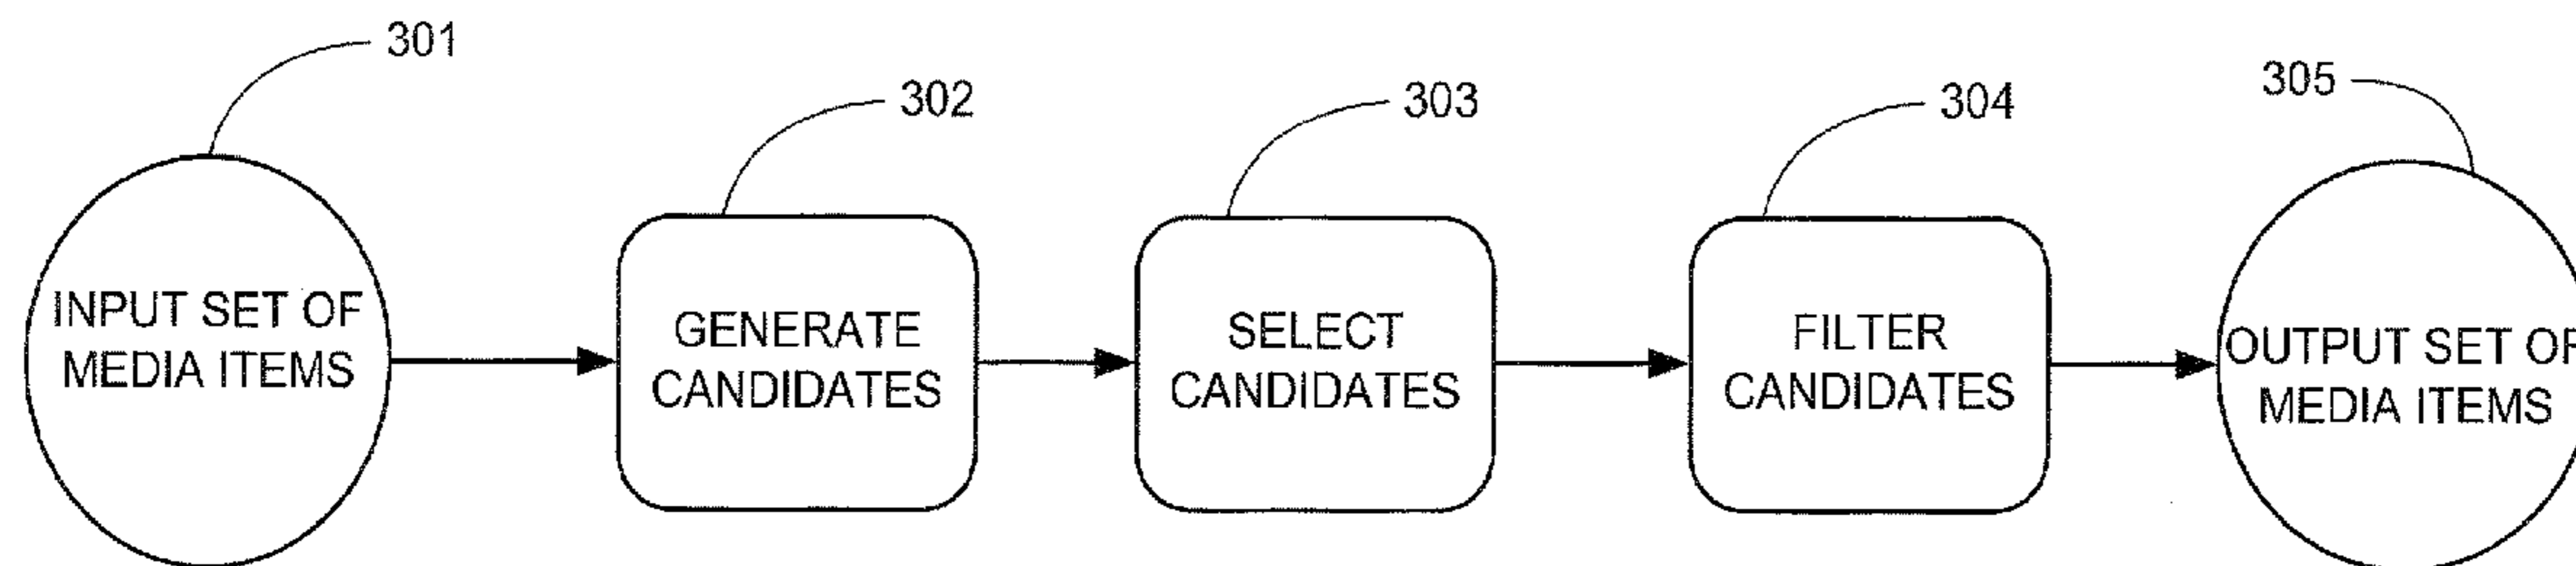 301
302
303
304
305
INPUT SET OF
MEDIA ITEMS
GENERATE
CANDIDATES
SELECT
CANDIDATES
FILTER
CANDIDATES
OUTPUT SET OF
MEDIA ITEMS